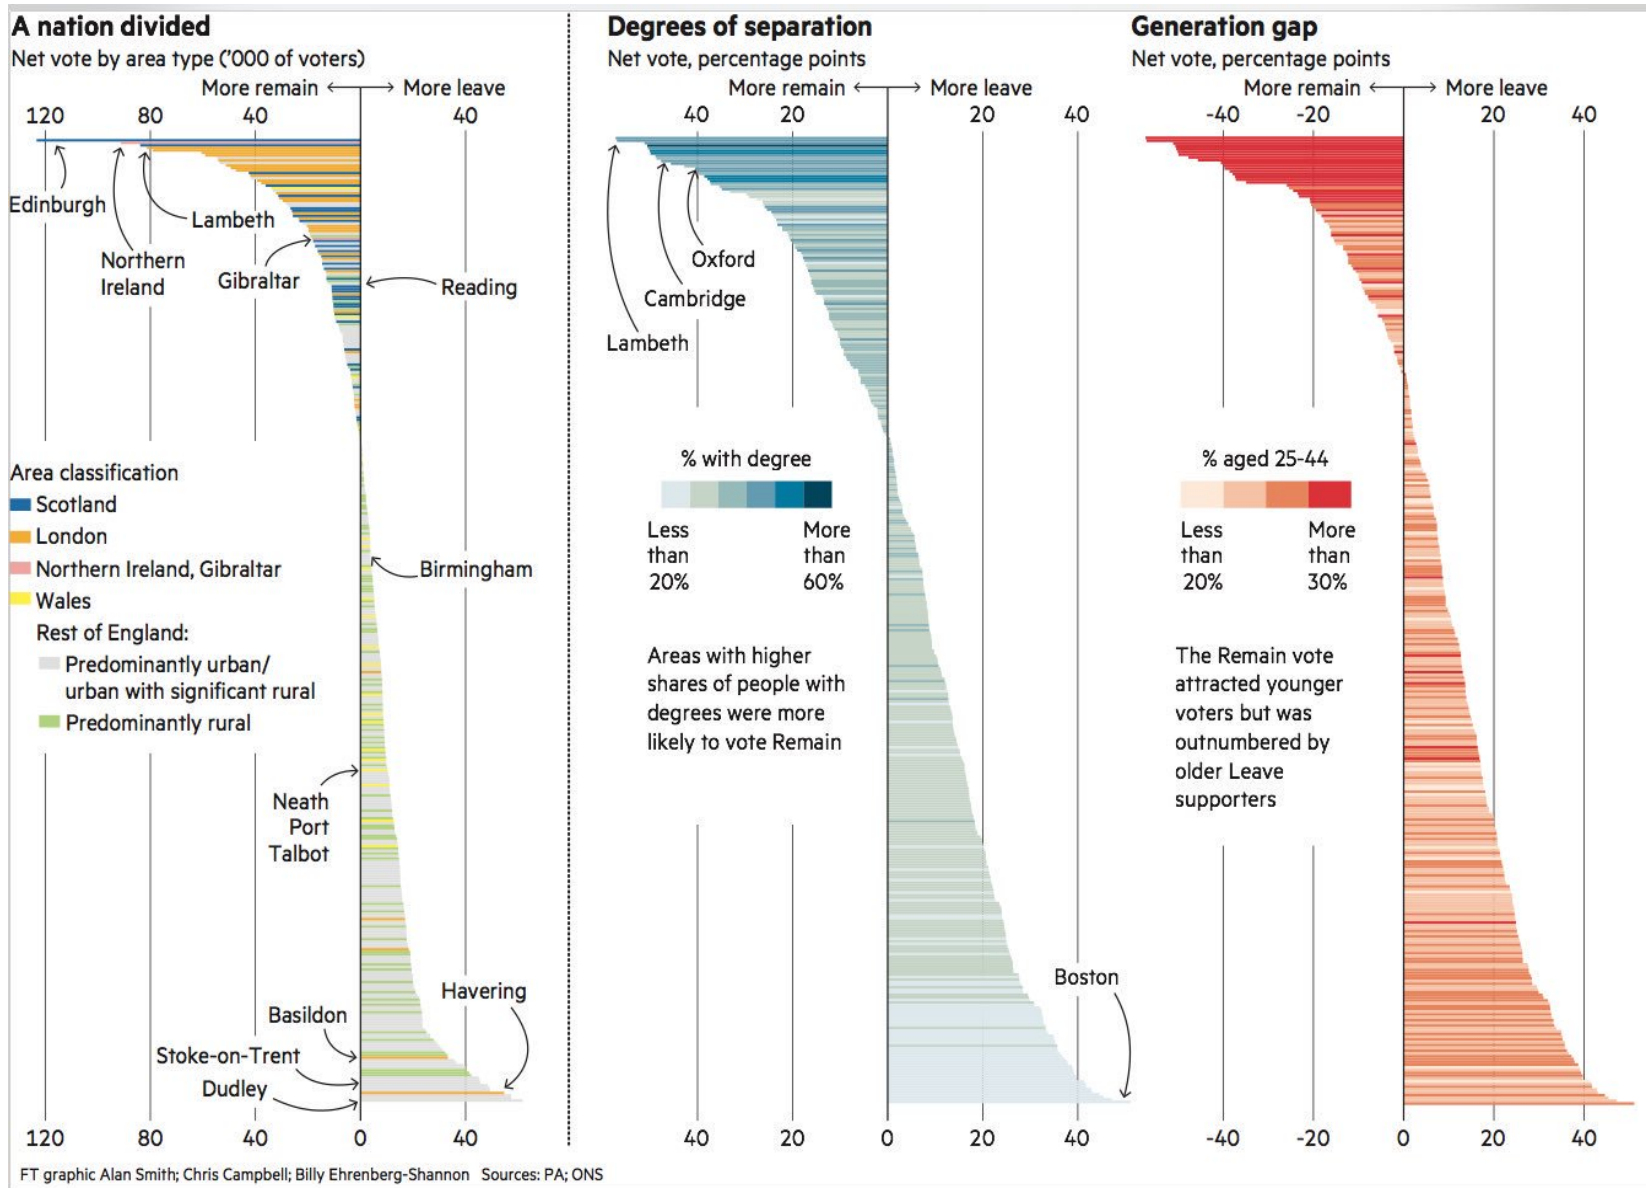 A nation divided
Net vote by area type ('000 of voters)
More remain
More leave
120
80
40
40
Edinburgh
Lambeth
Northern
Ireland
Gibraltar
Reading
Area classification
Scotland
London
Northern Ireland, Gibraltar
Wales
Rest of England:
Predominantly urban/
urban with significant rural
Predominantly rural
Birmingham
Neath
Port
Talbot
Havering
Basildon
Stoke-on-Trent
Dudley
120
80
40
0
40
Degrees of separation
Net vote, percentage points
More remain
More leave
40
20
20
40
Oxford
Cambridge
Lambeth
% with degree
Less
than
20%
More
than
60%
Areas with higher
shares of people with
degrees were more
likely to vote Remain
Boston
40
20
0
20
40
Generation gap
Net vote, percentage points
More remain
More leave
-40
-20
20
40
% aged 25-44
Less
than
20%
More
than
30%
The Remain vote
attracted younger
voters but was
outnumbered by
older Leave
supporters
-40
-20
0
20
40
FT graphic Alan Smith; Chris Campbell; Billy Ehrenberg-Shannon Sources: PA; ONS